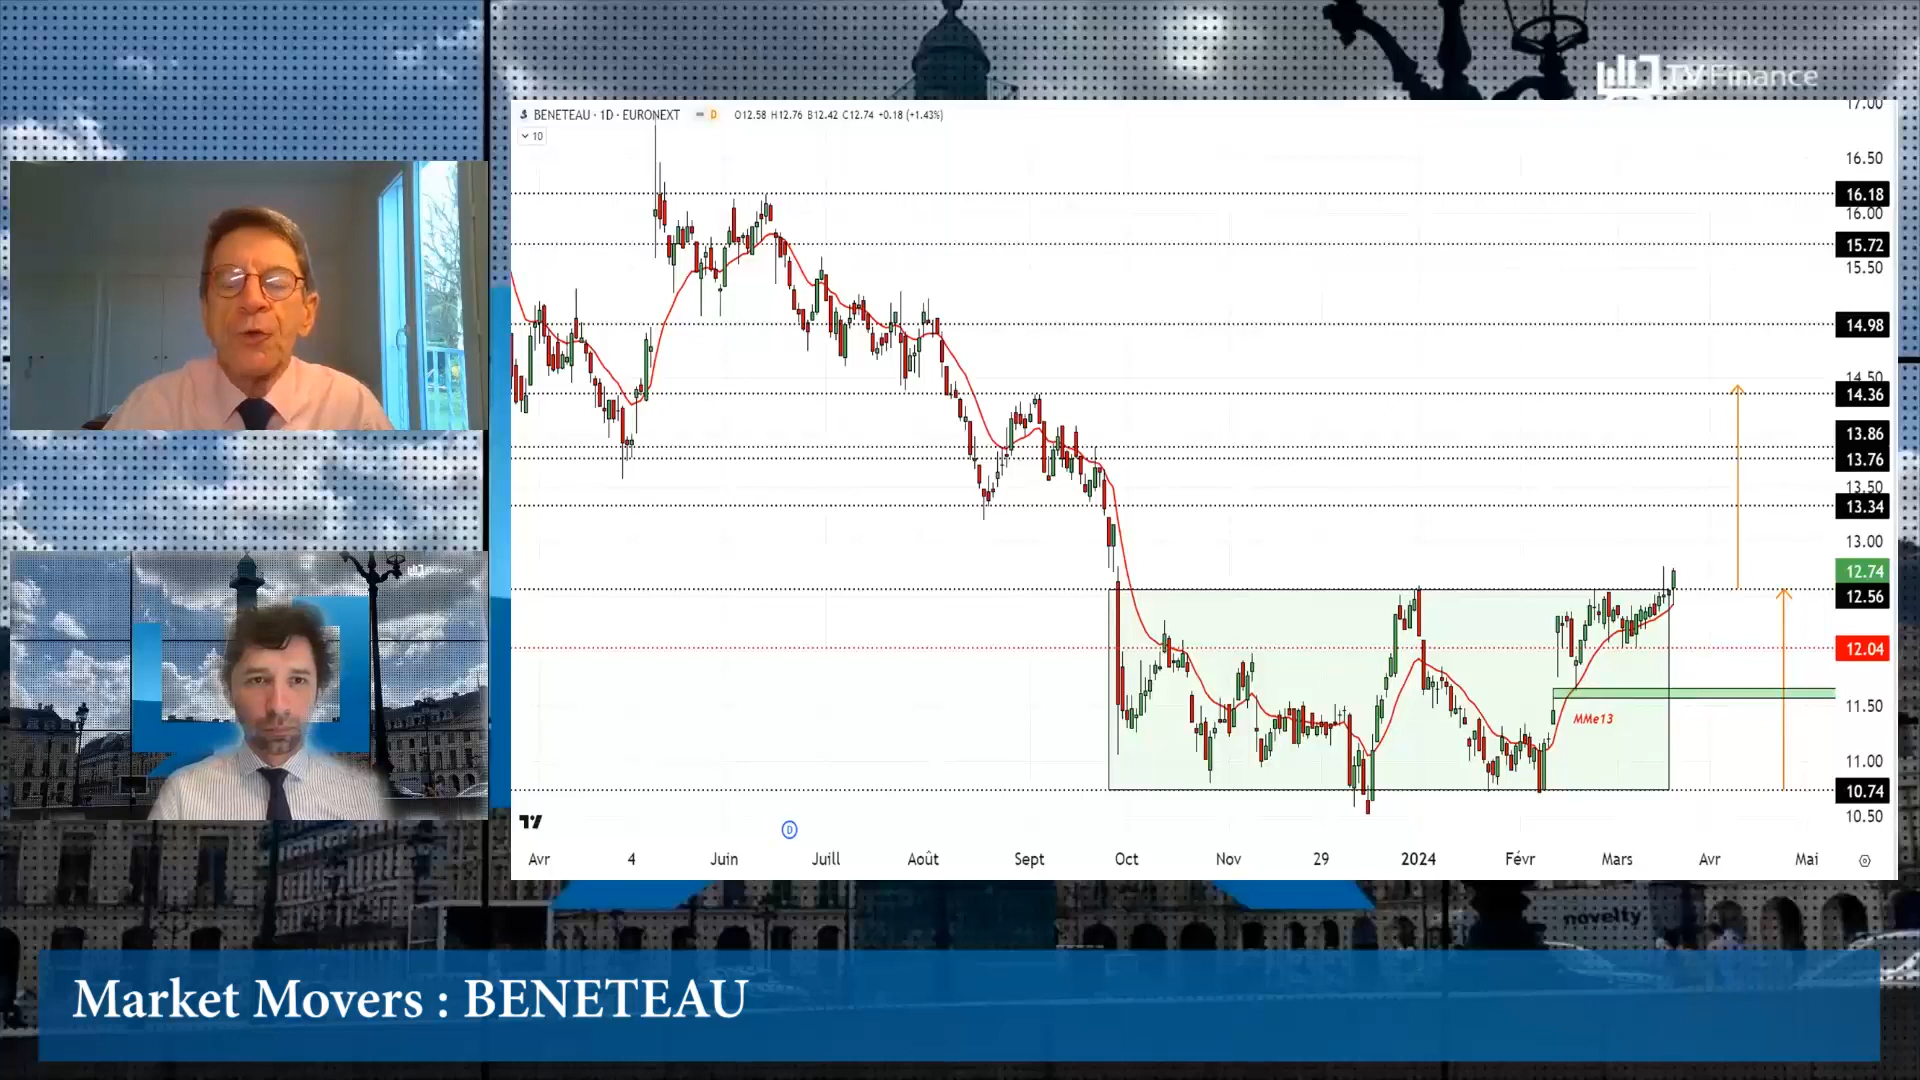 TV Finance
BENETEAU · 1D · EURONEXT D O12.58 H12.76 B12.42 C12.74 +0.18 (+1.43%)
10
17.00
16.50
16.18
16.00
15.72
15.50
14.98
14.50
14.36
13.86
13.76
13.50
13.34
13.00
12.74
12.56
12.04
11.50
11.00
10.74
10.50
MMe13
D
Avr 4 Juin Juill Août Sept Oct Nov 29 2024 Févr Mars Avr Mai
TV Finance
novelty
Market Movers : BENETEAU